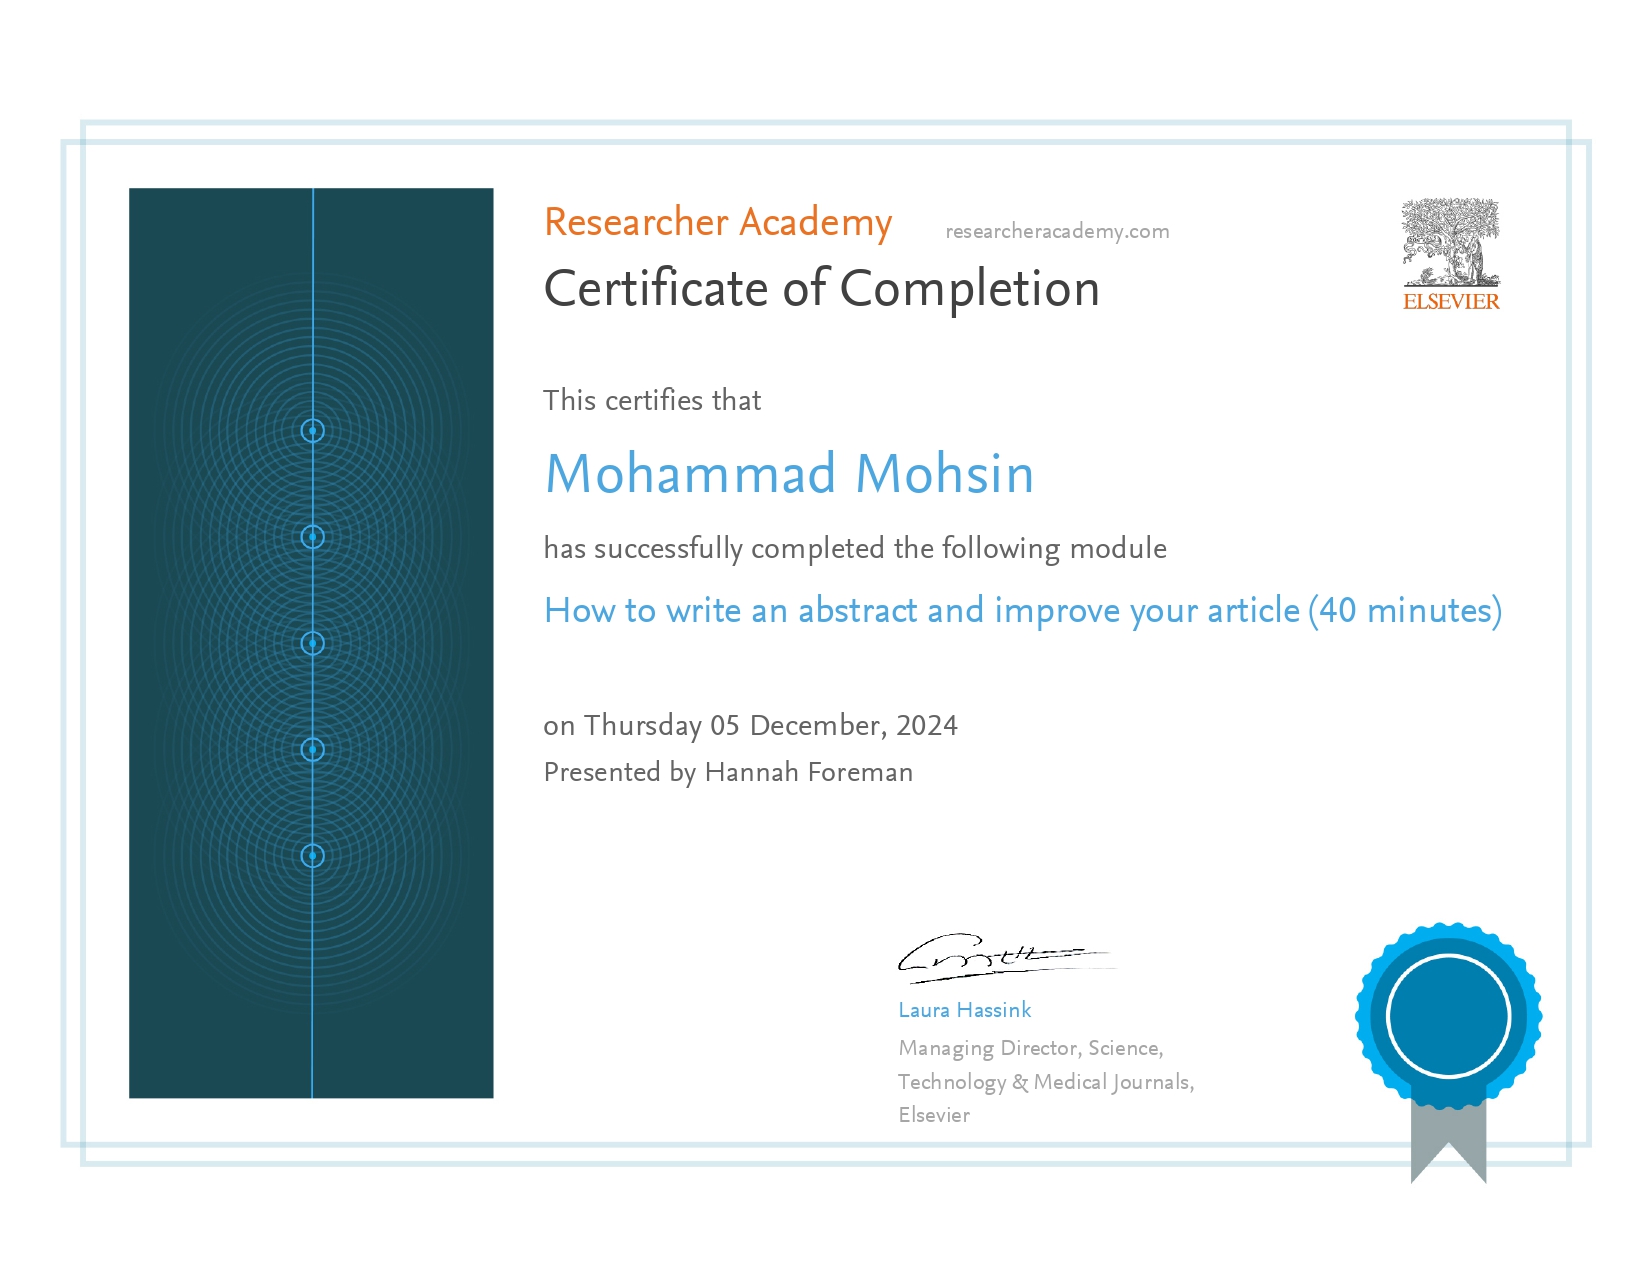 Researcher Academy researcheracademy.com
ELSEVIER
Certificate of Completion
This certifies that
Mohammad Mohsin
has successfully completed the following module
How to write an abstract and improve your article (40 minutes)
on Thursday 05 December, 2024
Presented by Hannah Foreman
Laura Hassink
Managing Director, Science,
Technology & Medical Journals,
Elsevier